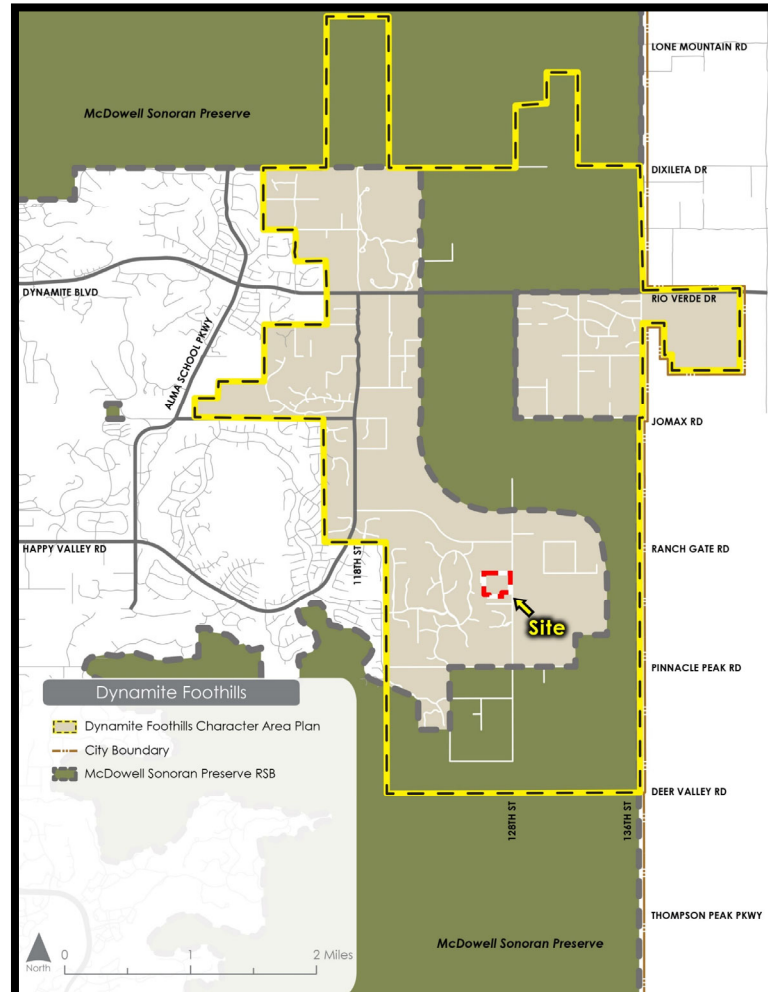 LONE MOUNTAIN RD
McDowell Sonoran Preserve
DIXILETA DR
DYNAMITE BLVD
RIO VERDE DR
ALMA SCHOOL PKWY
JOMAX RD
HAPPY VALLEY RD
118TH ST
RANCH GATE RD
Site
PINNACLE PEAK RD
Dynamite Foothills
Dynamite Foothills Character Area Plan
City Boundary
McDowell Sonoran Preserve RSB
DEER VALLEY RD
128TH ST
136TH ST
THOMPSON PEAK PKWY
McDowell Sonoran Preserve
North
0 1 2 Miles